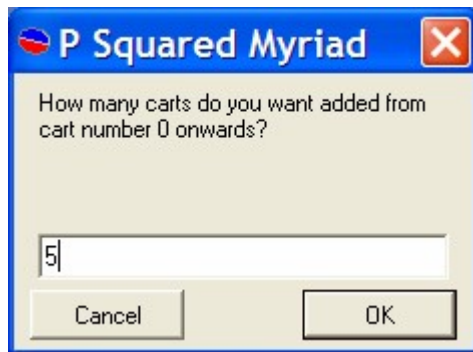 P Squared Myriad
How many carts do you want added from
cart number 0 onwards?
5
Cancel OK